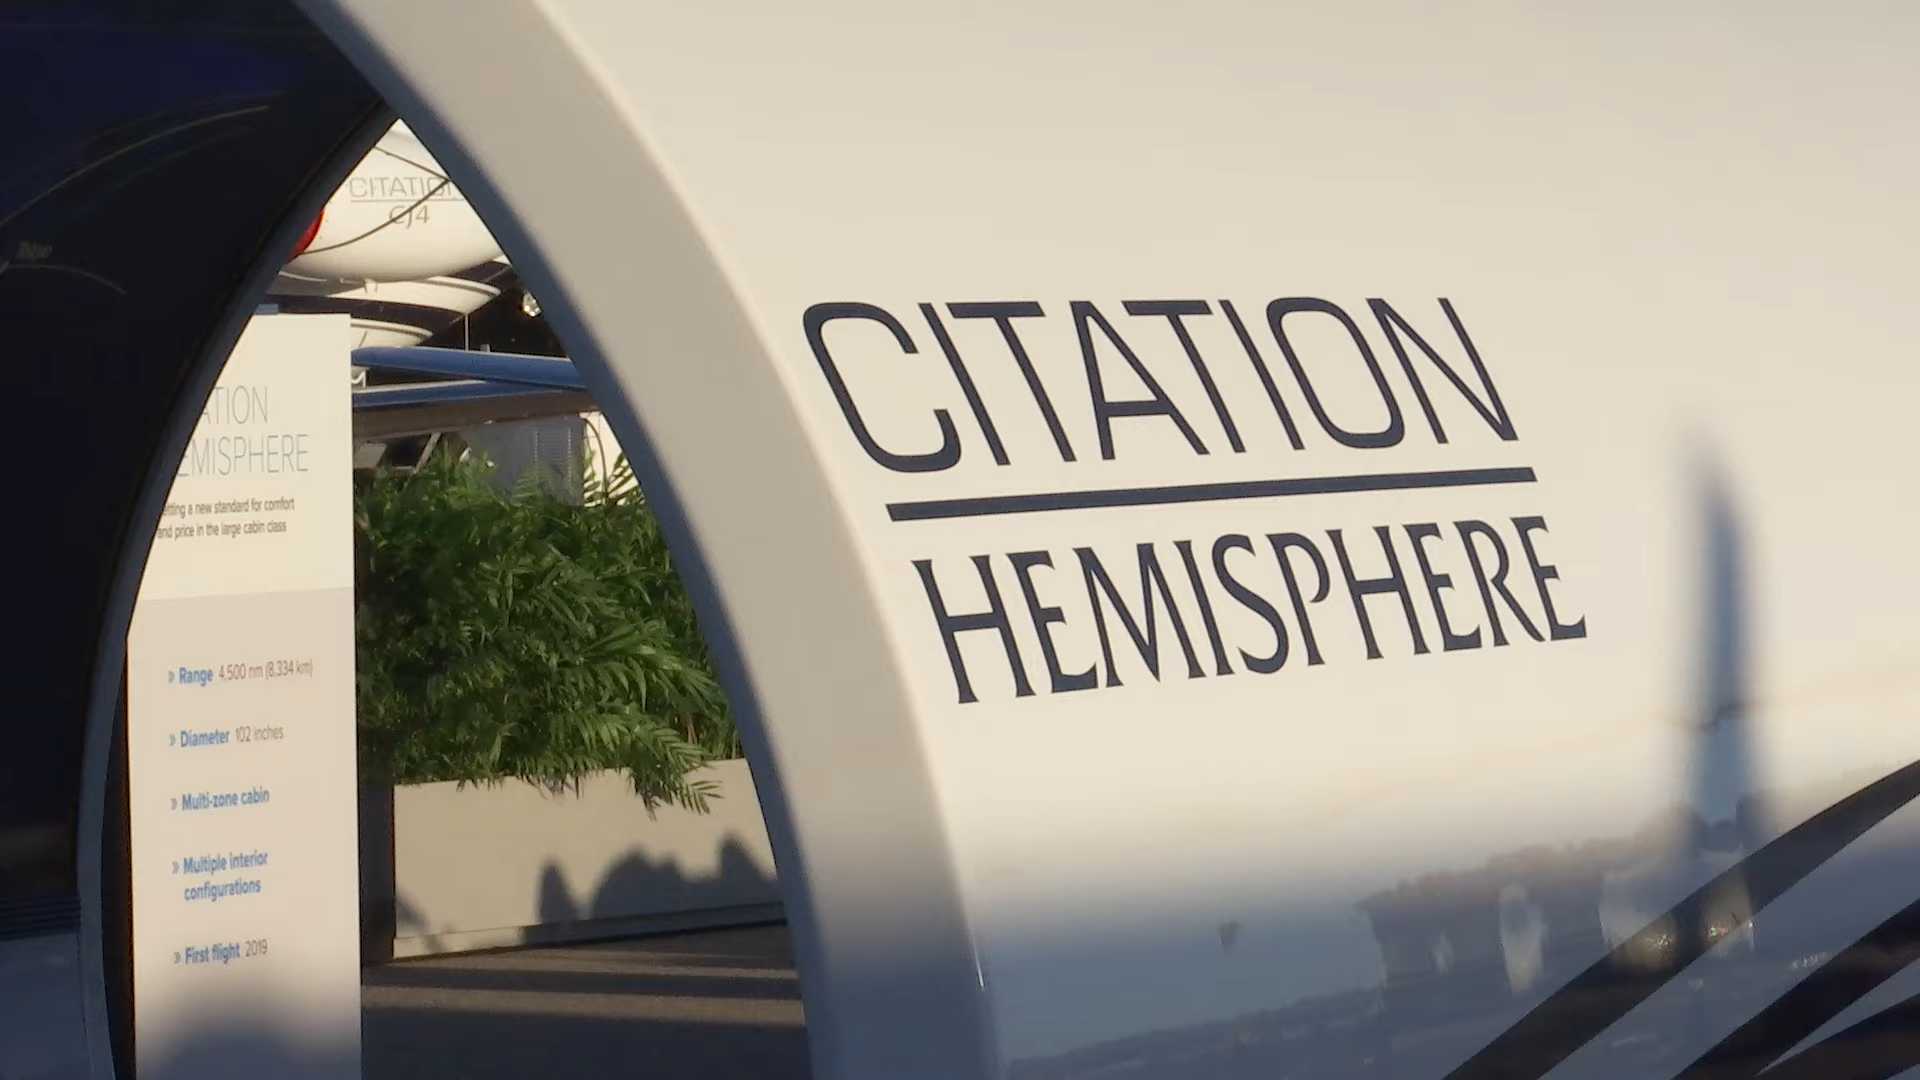 CITATION
CJ4
ATION
EMISPHERE
tting a new standard for comfort
and price in the large cabin class
» Range 4,500 nm (8,334 km)
» Diameter 102 inches
» Multi-zone cabin
» Multiple interior
configurations
» First flight 2019
CITATION
HEMISPHERE